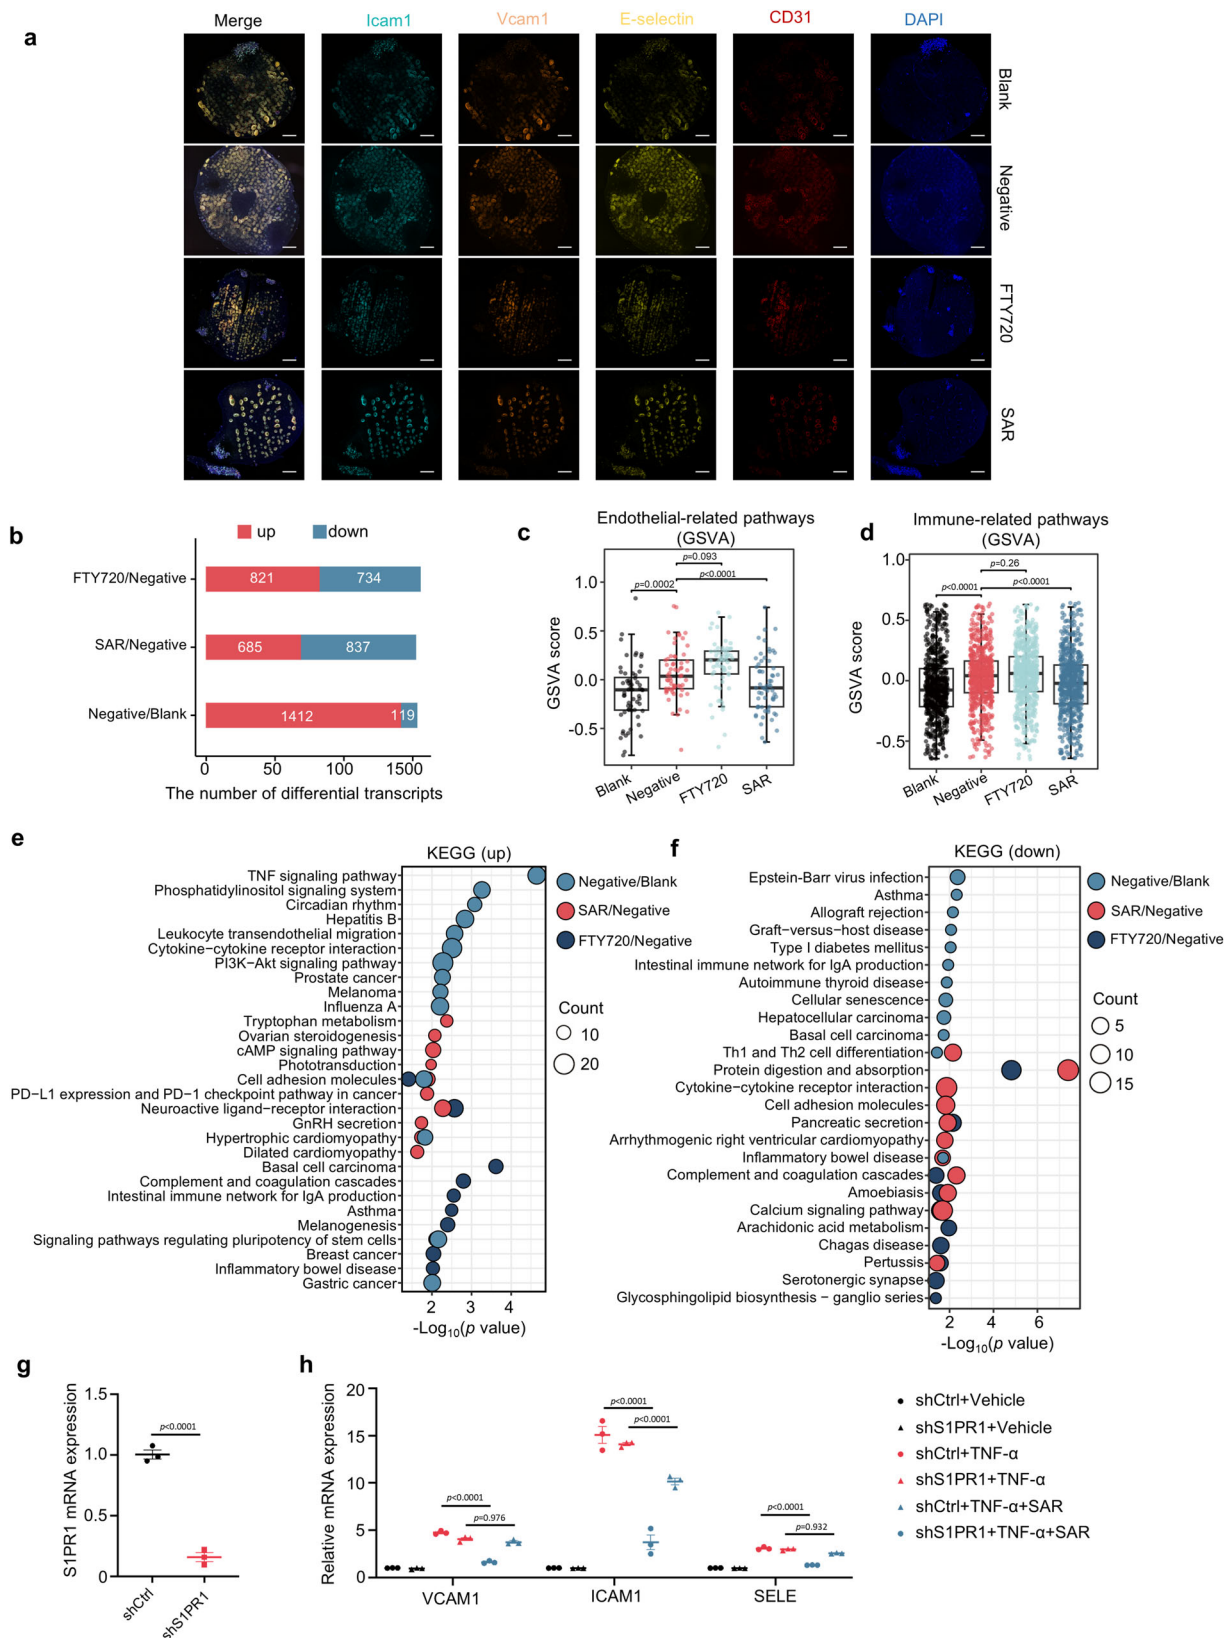 a
Merge Icam1 Vcam1 E-selectin CD31 DAPI
Blank
Negative
FTY720
SAR
b
up down
FTY720/Negative 821 734
SAR/Negative 685 837
Negative/Blank 1412 119
0 50 100 1500
The number of differential transcripts
c
Endothelial-related pathways
(GSVA)
p=0.093
p=0.0002 p<0.0001
GSVA score
1.0
0.5
0.0
-0.5
Blank Negative FTY720 SAR
d
Immune-related pathways
(GSVA)
p=0.26
p<0.0001 p<0.0001
GSVA score
1.0
0.5
0.0
-0.5
Blank Negative FTY720 SAR
e
KEGG (up)
TNF signaling pathway
Phosphatidylinositol signaling system
Circadian rhythm
Hepatitis B
Leukocyte transendothelial migration
Cytokine−cytokine receptor interaction
PI3K−Akt signaling pathway
Prostate cancer
Melanoma
Influenza A
Tryptophan metabolism
Ovarian steroidogenesis
cAMP signaling pathway
Phototransduction
Cell adhesion molecules
PD−L1 expression and PD−1 checkpoint pathway in cancer
Neuroactive ligand−receptor interaction
GnRH secretion
Hypertrophic cardiomyopathy
Dilated cardiomyopathy
Basal cell carcinoma
Complement and coagulation cascades
Intestinal immune network for IgA production
Asthma
Melanogenesis
Signaling pathways regulating pluripotency of stem cells
Breast cancer
Inflammatory bowel disease
Gastric cancer
2 3 4
-Log10(p value)
Negative/Blank
SAR/Negative
FTY720/Negative
Count
10
20
f
KEGG (down)
Epstein-Barr virus infection
Asthma
Allograft rejection
Graft-versus-host disease
Type I diabetes mellitus
Intestinal immune network for IgA production
Autoimmune thyroid disease
Cellular senescence
Hepatocellular carcinoma
Basal cell carcinoma
Th1 and Th2 cell differentiation
Protein digestion and absorption
Cytokine−cytokine receptor interaction
Cell adhesion molecules
Pancreatic secretion
Arrhythmogenic right ventricular cardiomyopathy
Inflammatory bowel disease
Complement and coagulation cascades
Amoebiasis
Calcium signaling pathway
Arachidonic acid metabolism
Chagas disease
Pertussis
Serotonergic synapse
Glycosphingolipid biosynthesis − ganglio series
2 4 6
-Log10(p value)
Negative/Blank
SAR/Negative
FTY720/Negative
Count
5
10
15
g
S1PR1 mRNA expression
1.5
1.0
0.5
0
p<0.0001
shCtrl shS1PR1
h
Relative mRNA expression
20
15
10
5
0
p<0.0001
p=0.976
p<0.0001
p<0.0001
p<0.0001
p=0.932
VCAM1 ICAM1 SELE
shCtrl+Vehicle
shS1PR1+Vehicle
shCtrl+TNF-α
shS1PR1+TNF-α
shCtrl+TNF-α+SAR
shS1PR1+TNF-α+SAR